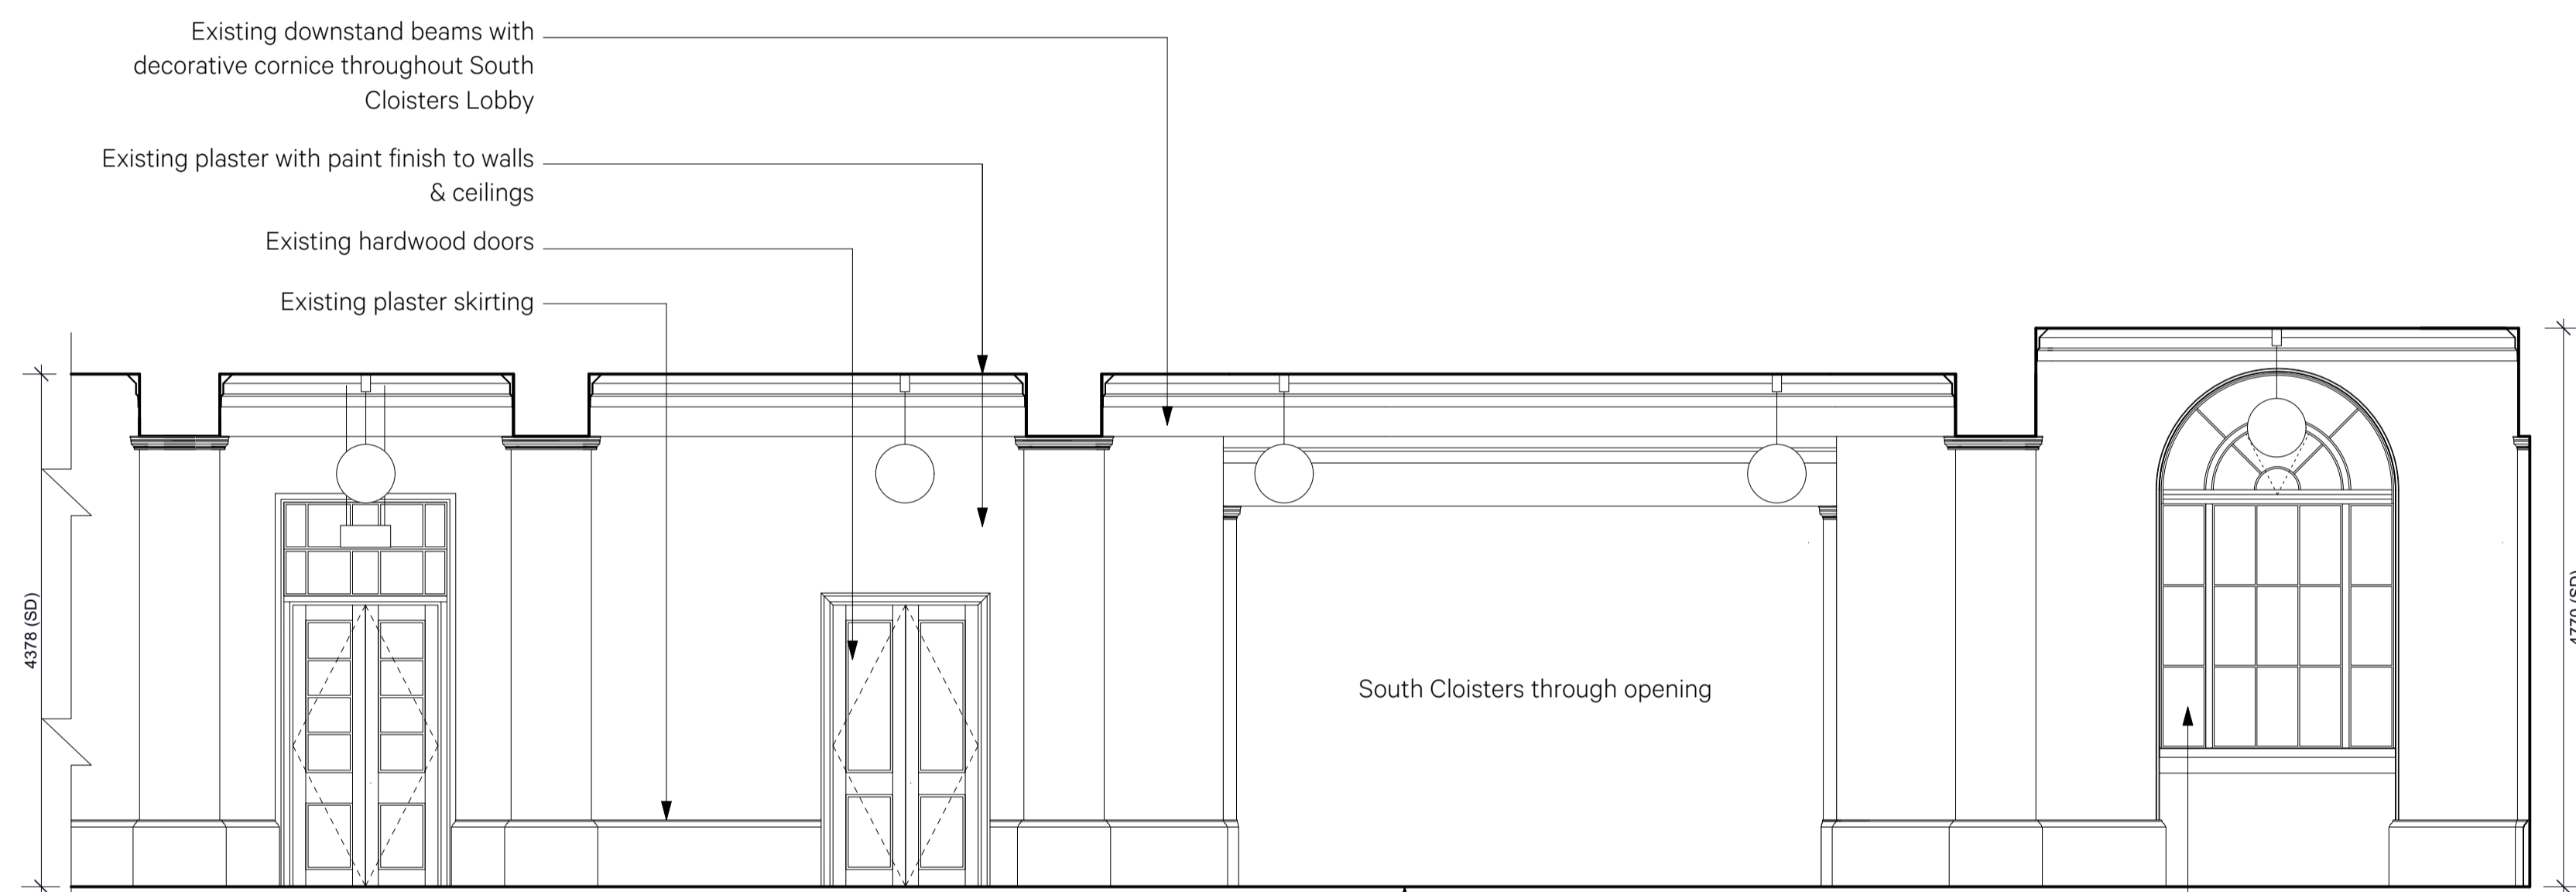 Existing downstand beams with
decorative cornice throughout South
Cloisters Lobby
Existing plaster with paint finish to walls
& ceilings
Existing hardwood doors
Existing plaster skirting
4378 (SD)
South Cloisters through opening